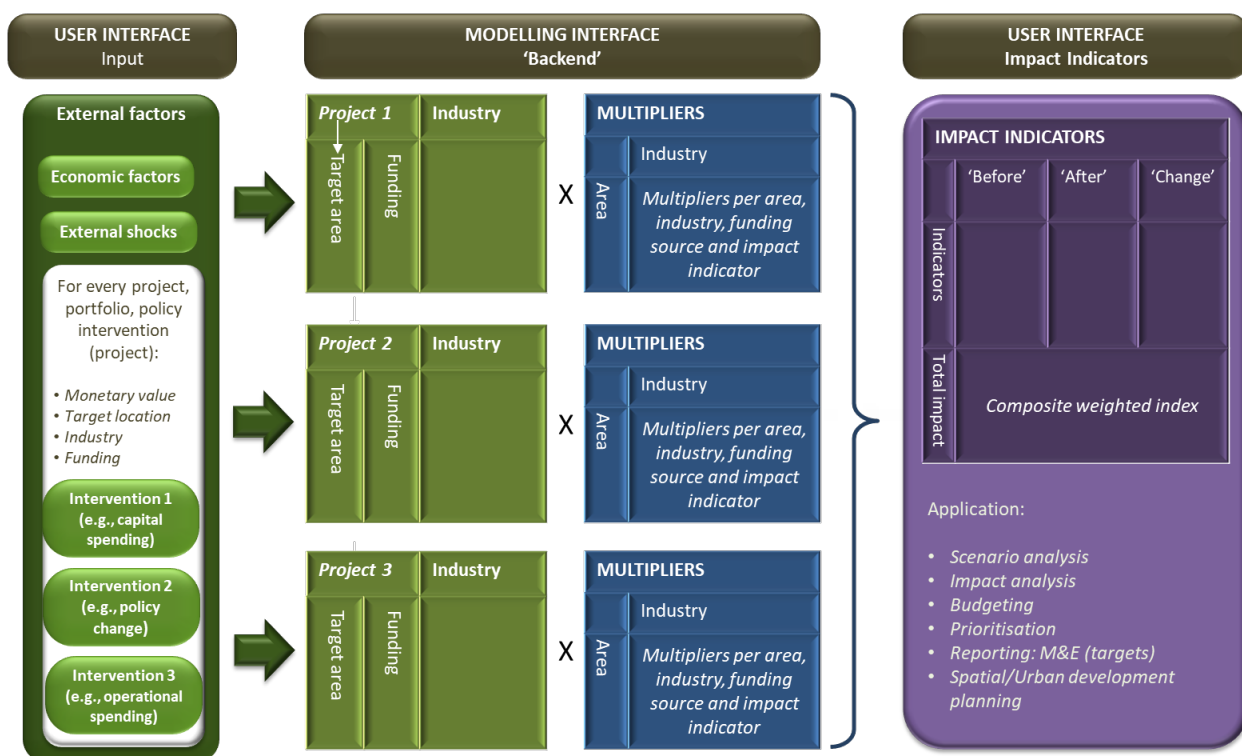 USER INTERFACE
Input
External factors
Economic factors
External shocks
For every project,
portfolio, policy
intervention
(project):
• Monetary value
• Target location
• Industry
• Funding
Intervention 1
(e.g., capital
spending)
Intervention 2
(e.g., policy
change)
Intervention 3
(e.g., operational
spending)
MODELLING INTERFACE
‘Backend’
Project 1
Industry
Target area
Funding
X
MULTIPLIERS
Industry
Area
Multipliers per area,
industry, funding
source and impact
indicator
Project 2
Industry
Target area
Funding
X
MULTIPLIERS
Industry
Area
Multipliers per area,
industry, funding
source and impact
indicator
Project 3
Industry
Target area
Funding
X
MULTIPLIERS
Industry
Area
Multipliers per area,
industry, funding
source and impact
indicator
USER INTERFACE
Impact Indicators
IMPACT INDICATORS
‘Before’
‘After’
‘Change’
Indicators
Total impact
Composite weighted index
Application:
• Scenario analysis
• Impact analysis
• Budgeting
• Prioritisation
• Reporting: M&E (targets)
• Spatial/Urban development
planning